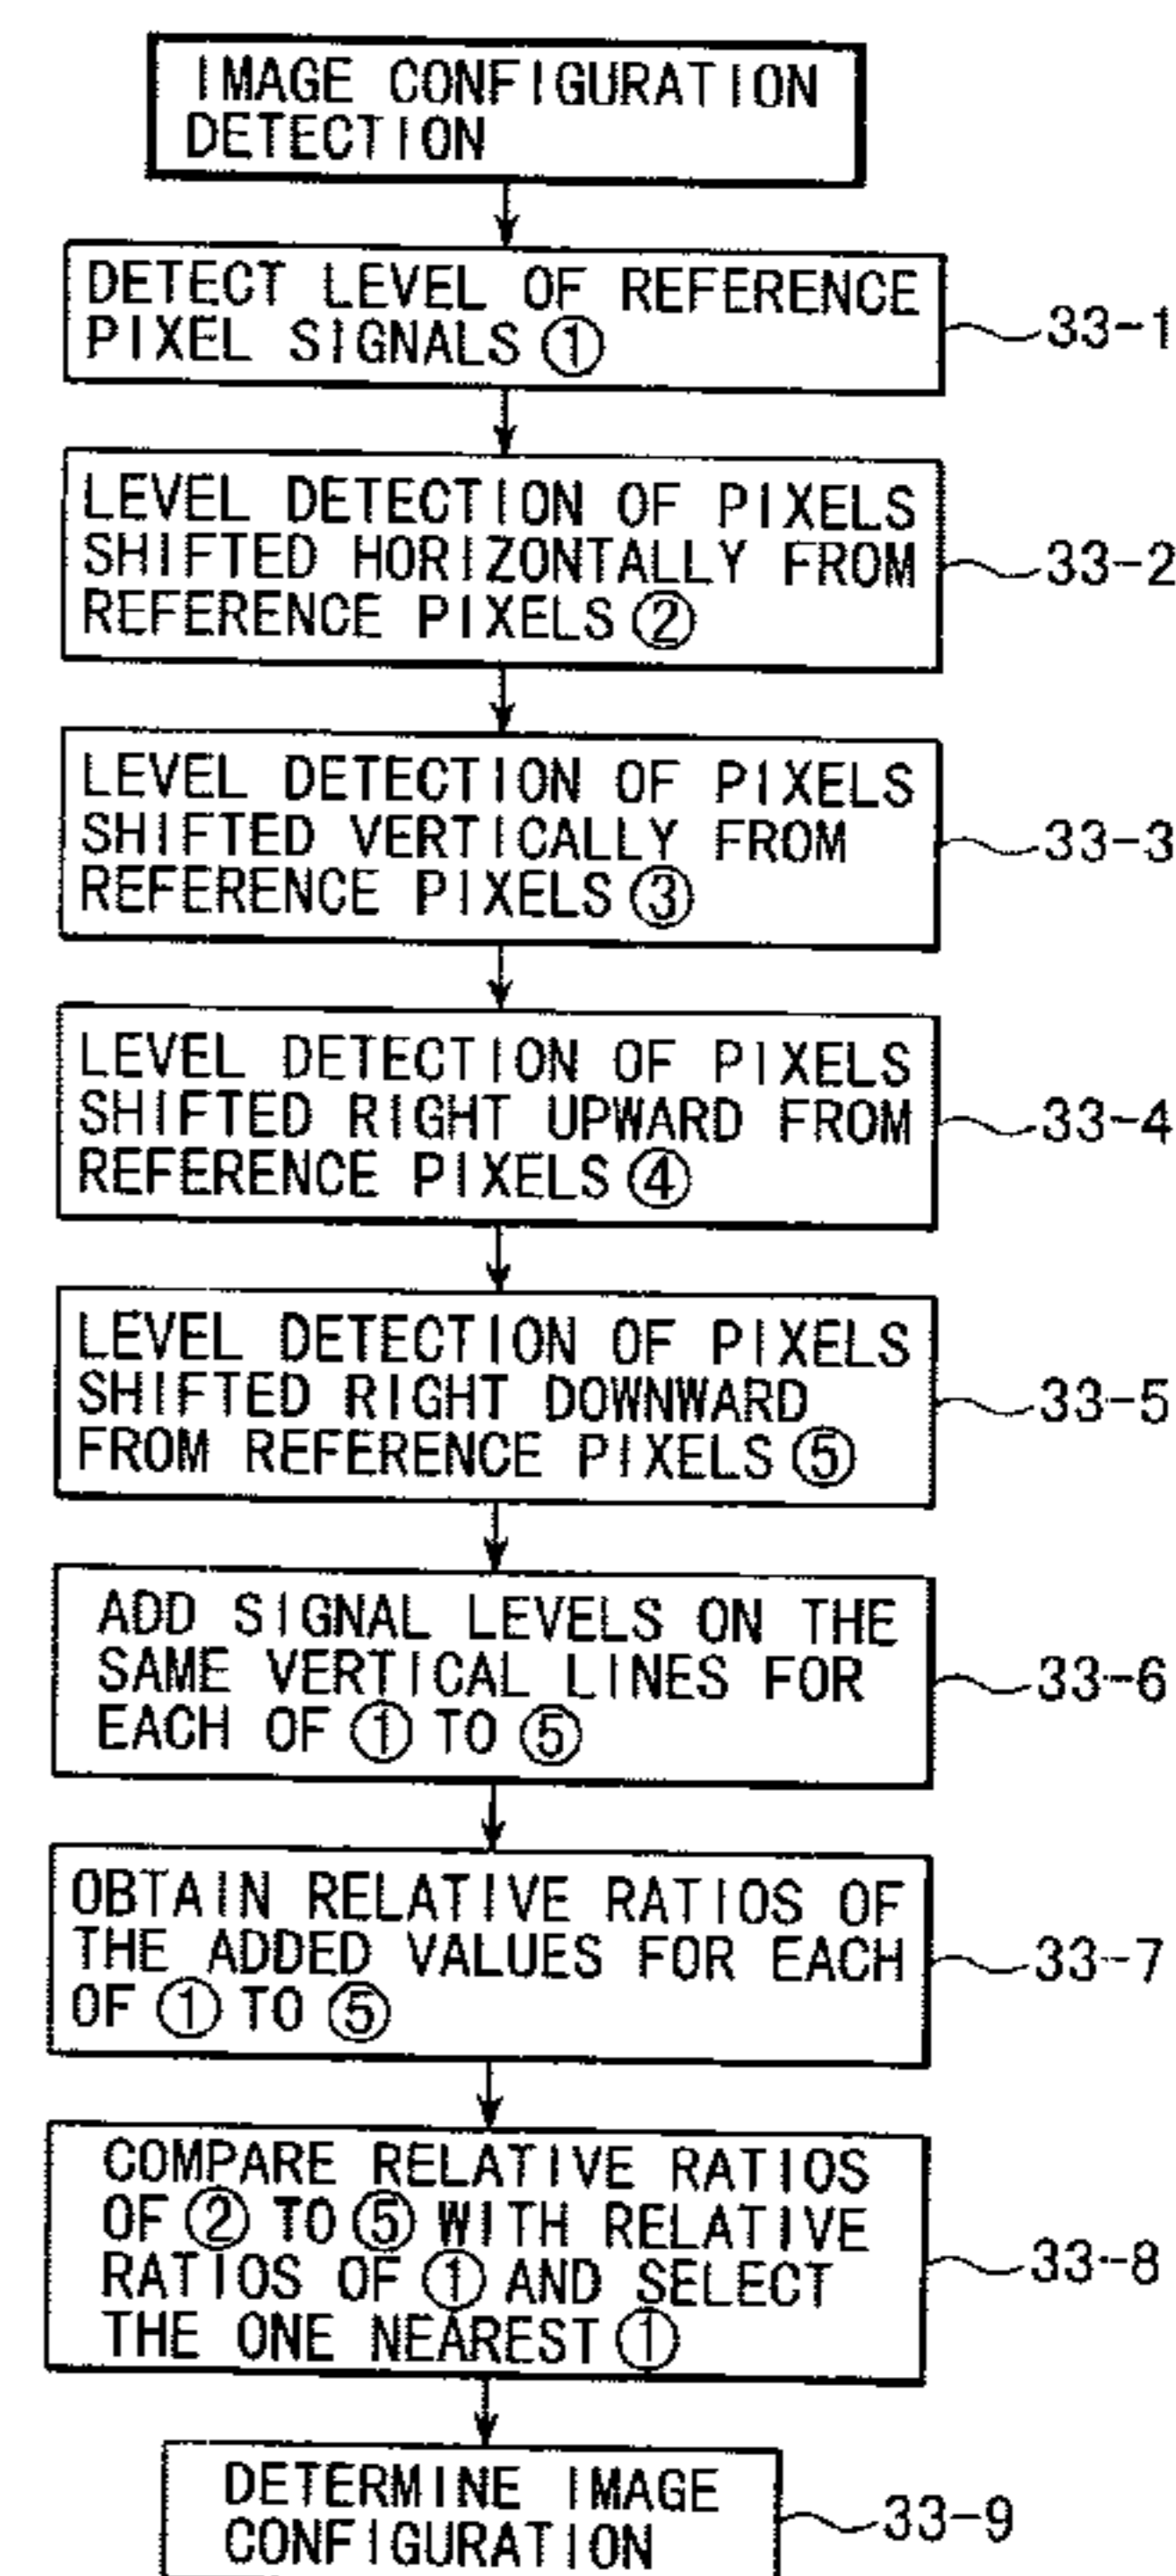 IMAGE CONFIGURATION
DETECTION
DETECT LEVEL OF REFERENCE
PIXEL SIGNALS ①
33-1
LEVEL DETECTION OF PIXELS
SHIFTED HORIZONTALLY FROM
REFERENCE PIXELS ②
33-2
LEVEL DETECTION OF PIXELS
SHIFTED VERTICALLY FROM
REFERENCE PIXELS ③
33-3
LEVEL DETECTION OF PIXELS
SHIFTED RIGHT UPWARD FROM
REFERENCE PIXELS ④
33-4
LEVEL DETECTION OF PIXELS
SHIFTED RIGHT DOWNWARD
FROM REFERENCE PIXELS ⑤
33-5
ADD SIGNAL LEVELS ON THE
SAME VERTICAL LINES FOR
EACH OF ① TO ⑤
33-6
OBTAIN RELATIVE RATIOS OF
THE ADDED VALUES FOR EACH
OF ① TO ⑤
33-7
COMPARE RELATIVE RATIOS
OF ② TO ⑤ WITH RELATIVE
RATIOS OF ① AND SELECT
THE ONE NEAREST ①
33-8
DETERMINE IMAGE
CONFIGURATION
33-9